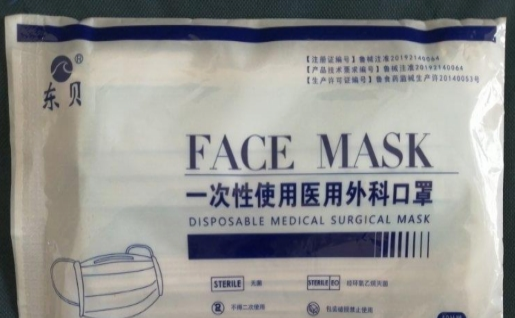 【注册证编号】鲁械注准20193140064
【产品技术要求编号】鲁械注准20193140064
【生产许可证编号】鲁食药监械生产许20140053号
东贝
FACE MASK
一次性使用医用外科口罩
DISPOSABLE MEDICAL SURGICAL MASK
STERILE 无菌
STERILE EO 经环氧乙烷灭菌
不得二次使用
包装破损禁止使用